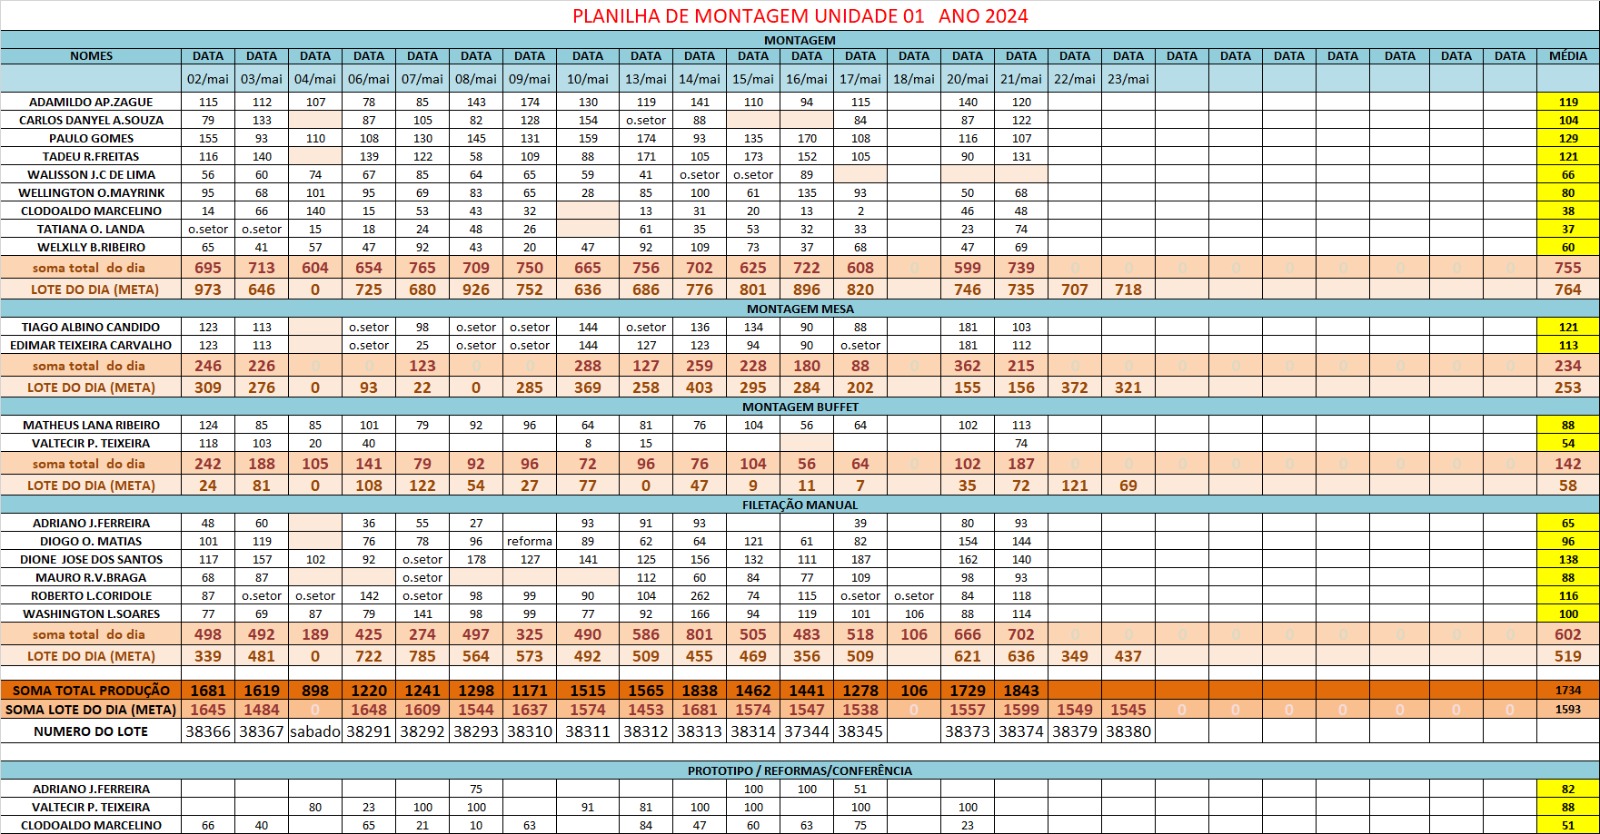 PLANILHA DE MONTAGEM UNIDADE 01 ANO 2024
MONTAGEM
NOMES DATA DATA DATA DATA DATA DATA DATA DATA DATA DATA DATA DATA DATA DATA DATA DATA DATA DATA DATA DATA DATA DATA DATA DATA DATA MÉDIA
02/mai 03/mai 04/mai 06/mai 07/mai 08/mai 09/mai 10/mai 13/mai 14/mai 15/mai 16/mai 17/mai 18/mai 20/mai 21/mai 22/mai 23/mai
ADAMILDO AP.ZAGUE 115 112 107 78 85 143 174 130 119 141 110 94 115 140 120 119
CARLOS DANYEL A.SOUZA 79 133 87 105 82 128 154 o.setor 88 84 87 122 104
PAULO GOMES 155 93 110 108 130 145 131 159 174 93 135 170 108 116 107 129
TADEU R.FREITAS 116 140 139 122 58 109 88 171 105 173 152 105 90 131 121
WALISSON J.C DE LIMA 56 60 74 67 85 64 65 59 41 o.setor o.setor 89 66
WELLINGTON O.MAYRINK 95 68 101 95 69 83 65 28 85 100 61 135 93 50 68 80
CLODOALDO MARCELINO 14 66 140 15 53 43 32 13 31 20 13 2 46 48 38
TATIANA O. LANDA o.setor o.setor 15 18 24 48 26 61 35 53 32 33 23 74 37
WELXLLY B.RIBEIRO 65 41 57 47 92 43 20 47 92 109 73 37 68 47 69 60
soma total do dia 695 713 604 654 765 709 750 665 756 702 625 722 608 0 599 739 0 0 0 0 0 0 0 0 0 755
LOTE DO DIA (META) 973 646 0 725 680 926 752 636 686 776 801 896 820 746 735 707 718 764
MONTAGEM MESA
TIAGO ALBINO CANDIDO 123 113 o.setor 98 o.setor o.setor 144 o.setor 136 134 90 88 181 103 121
EDIMAR TEIXEIRA CARVALHO 123 113 o.setor 25 o.setor o.setor 144 127 123 94 90 o.setor 181 112 113
soma total do dia 246 226 0 0 123 0 0 288 127 259 228 180 88 0 362 215 0 0 0 0 0 0 0 0 0 234
LOTE DO DIA (META) 309 276 0 93 22 0 285 369 258 403 295 284 202 155 156 372 321 253
MONTAGEM BUFFET
MATHEUS LANA RIBEIRO 124 85 85 101 79 92 96 64 81 76 104 56 64 102 113 88
VALTECIR P. TEIXEIRA 118 103 20 40 8 15 74 54
soma total do dia 242 188 105 141 79 92 96 72 96 76 104 56 64 0 102 187 0 0 0 0 0 0 0 0 0 142
LOTE DO DIA (META) 24 81 0 108 122 54 27 77 0 47 9 11 7 35 72 121 69 58
FILETAÇÃO MANUAL
ADRIANO J.FERREIRA 48 60 36 55 27 93 91 93 39 80 93 65
DIOGO O. MATIAS 101 119 76 78 96 reforma 89 62 64 121 61 82 154 144 96
DIONE JOSE DOS SANTOS 117 157 102 92 o.setor 178 127 141 125 156 132 111 187 162 140 138
MAURO R.V.BRAGA 68 87 o.setor 112 60 84 77 109 98 93 88
ROBERTO L.CORIDOLE 87 o.setor o.setor 142 o.setor 98 99 90 104 262 74 115 o.setor o.setor 84 118 116
WASHINGTON L.SOARES 77 69 87 79 141 98 99 77 92 166 94 119 101 106 88 114 100
soma total do dia 498 492 189 425 274 497 325 490 586 801 505 483 518 106 666 702 0 0 0 0 0 0 0 0 0 602
LOTE DO DIA (META) 339 481 0 722 785 564 573 492 509 455 469 356 509 621 636 349 437 519
SOMA TOTAL PRODUÇÃO 1681 1619 898 1220 1241 1298 1171 1515 1565 1838 1462 1441 1278 106 1729 1843 1734
SOMA LOTE DO DIA (META) 1645 1484 0 1648 1609 1544 1637 1574 1453 1681 1574 1547 1538 0 1557 1599 1549 1545 0 0 0 0 0 0 0 1593
NUMERO DO LOTE 38366 38367 sabado 38291 38292 38293 38310 38311 38312 38313 38314 37344 38345 38373 38374 38379 38380
PROTOTIPO / REFORMAS/CONFERÊNCIA
ADRIANO J.FERREIRA 75 100 100 51 82
VALTECIR P. TEIXEIRA 80 23 100 100 91 81 100 100 100 100 88
CLODOALDO MARCELINO 66 40 65 21 10 63 84 47 60 63 75 23 51